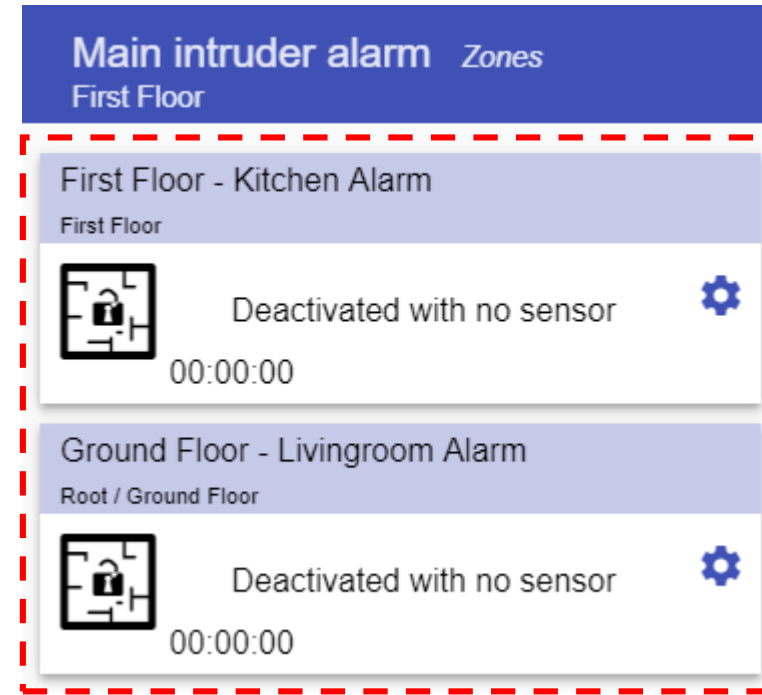 Main intruder alarm Zones
First Floor
First Floor - Kitchen Alarm
First Floor
Deactivated with no sensor
00:00:00
Ground Floor - Livingroom Alarm
Root / Ground Floor
Deactivated with no sensor
00:00:00